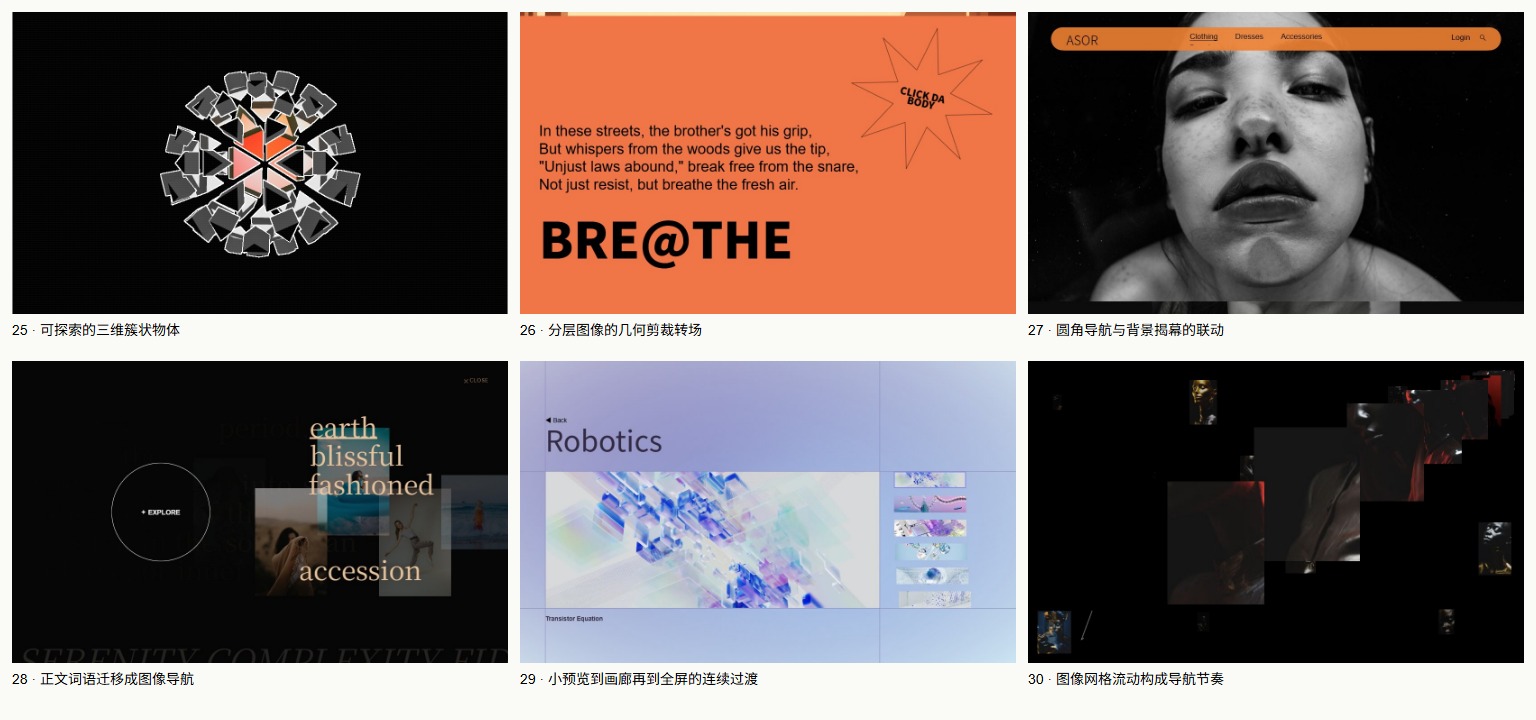 25 · 可探索的三维簇状物体
CLICK DA
BODY
In these streets, the brother's got his grip,
But whispers from the woods give us the tip,
"Unjust laws abound," break free from the snare,
Not just resist, but breathe the fresh air.
BRE@THE
26 · 分层图像的几何剪裁转场
ASOR
Clothing
Dresses
Accessories
Login
27 · 圆角导航与背景揭幕的联动
CLOSE
period
earth
blissful
fashioned
+ EXPLORE
accession
SERENITY COMPLEXITY
28 · 正文词语迁移成图像导航
Back
Robotics
Transistor Equation
29 · 小预览到画廊再到全屏的连续过渡
30 · 图像网格流动构成导航节奏